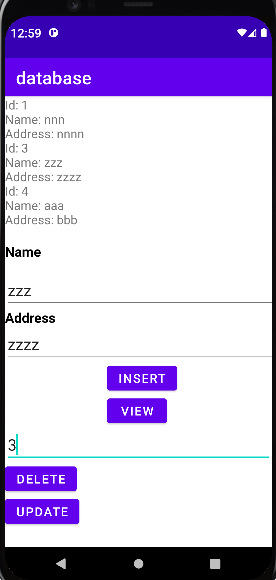 12:59
database
Id: 1
Name: nnn
Address: nnnn
Id: 3
Name: zzz
Address: zzzz
Id: 4
Name: aaa
Address: bbb
Name
zzz
Address
zzzz
INSERT
VIEW
3
DELETE
UPDATE